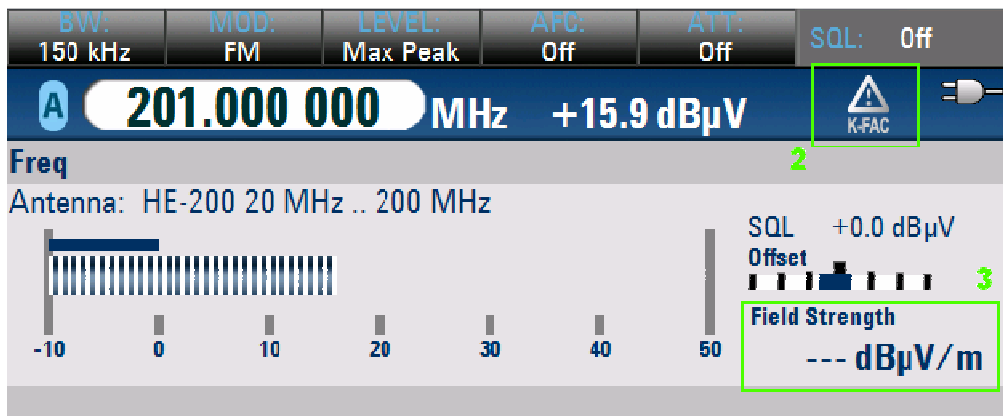 BW: MOD: LEVEL: AFC: ATT: SQL: Off
150 kHz FM Max Peak Off Off
A 201.000 000 MHz +15.9 dBµV K-FAC
2
Freq
Antenna: HE-200 20 MHz .. 200 MHz
SQL +0.0 dBµV
Offset
3
Field Strength
--- dBµV/m
-10 0 10 20 30 40 50